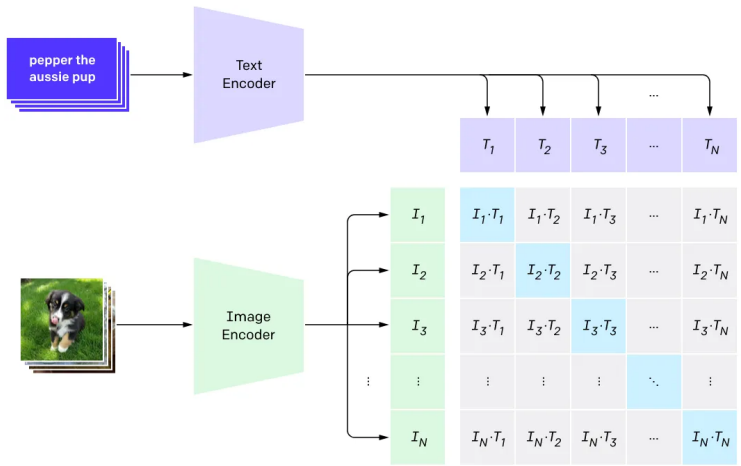 pepper the
aussie pup
Text
Encoder
...
T1 T2 T3 ... TN
I1 I1·T1 I1·T2 I1·T3 ... I1·TN
I2 I2·T1 I2·T2 I2·T3 ... I2·TN
Image
Encoder
I3 I3·T1 I3·T2 I3·T3 ... I3·TN
⋮ ⋮ ⋮ ⋮ ⋮ ⋱ ⋮
IN IN·T1 IN·T2 IN·T3 ... IN·TN